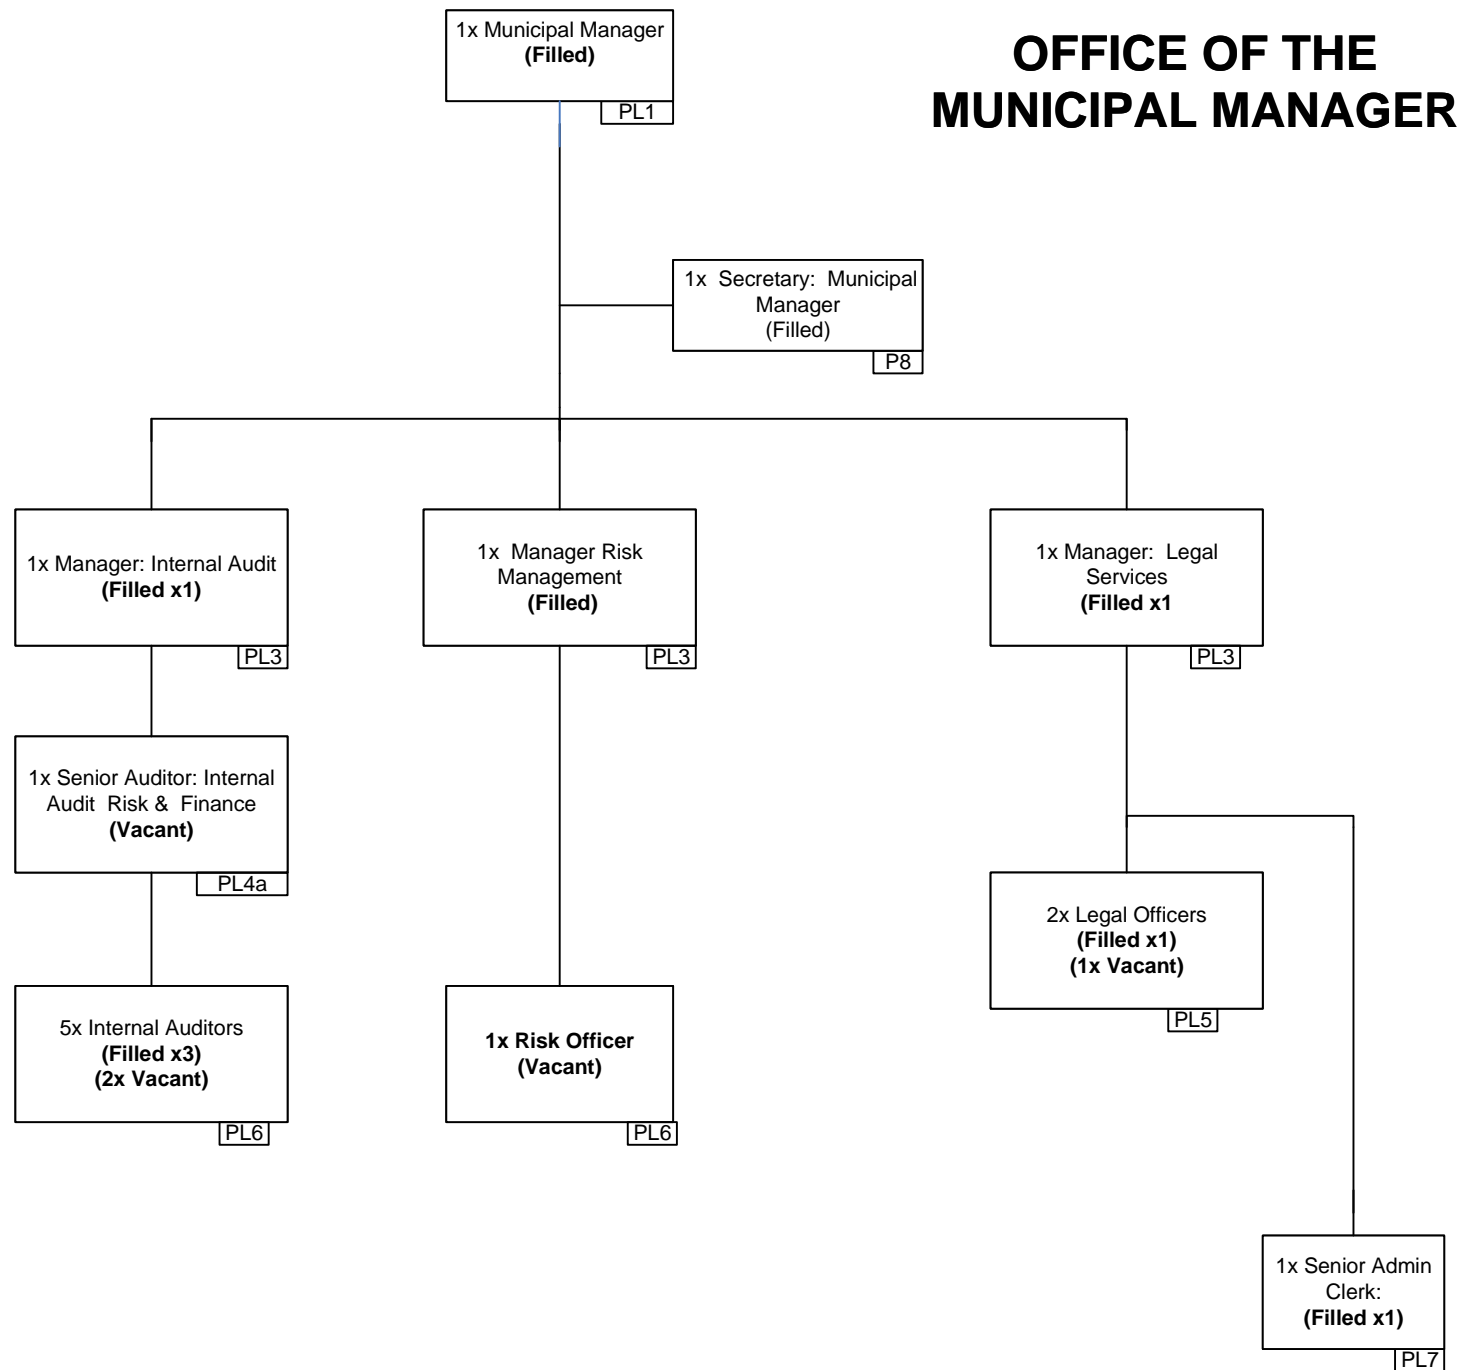 OFFICE OF THE
MUNICIPAL MANAGER
1x Municipal Manager
(Filled)
PL1
1x Secretary: Municipal
Manager
(Filled)
P8
1x Manager: Internal Audit
(Filled x1)
PL3
1x Manager Risk
Management
(Filled)
PL3
1x Manager: Legal
Services
(Filled x1
PL3
1x Senior Auditor: Internal
Audit Risk & Finance
(Vacant)
PL4a
2x Legal Officers
(Filled x1)
(1x Vacant)
PL5
5x Internal Auditors
(Filled x3)
(2x Vacant)
PL6
1x Risk Officer
(Vacant)
PL6
1x Senior Admin
Clerk:
(Filled x1)
PL7